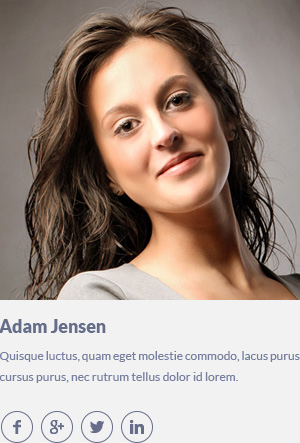 Adam Jensen
Quisque luctus, quam eget molestie commodo, lacus purus
cursus purus, nec rutrum tellus dolor id lorem.